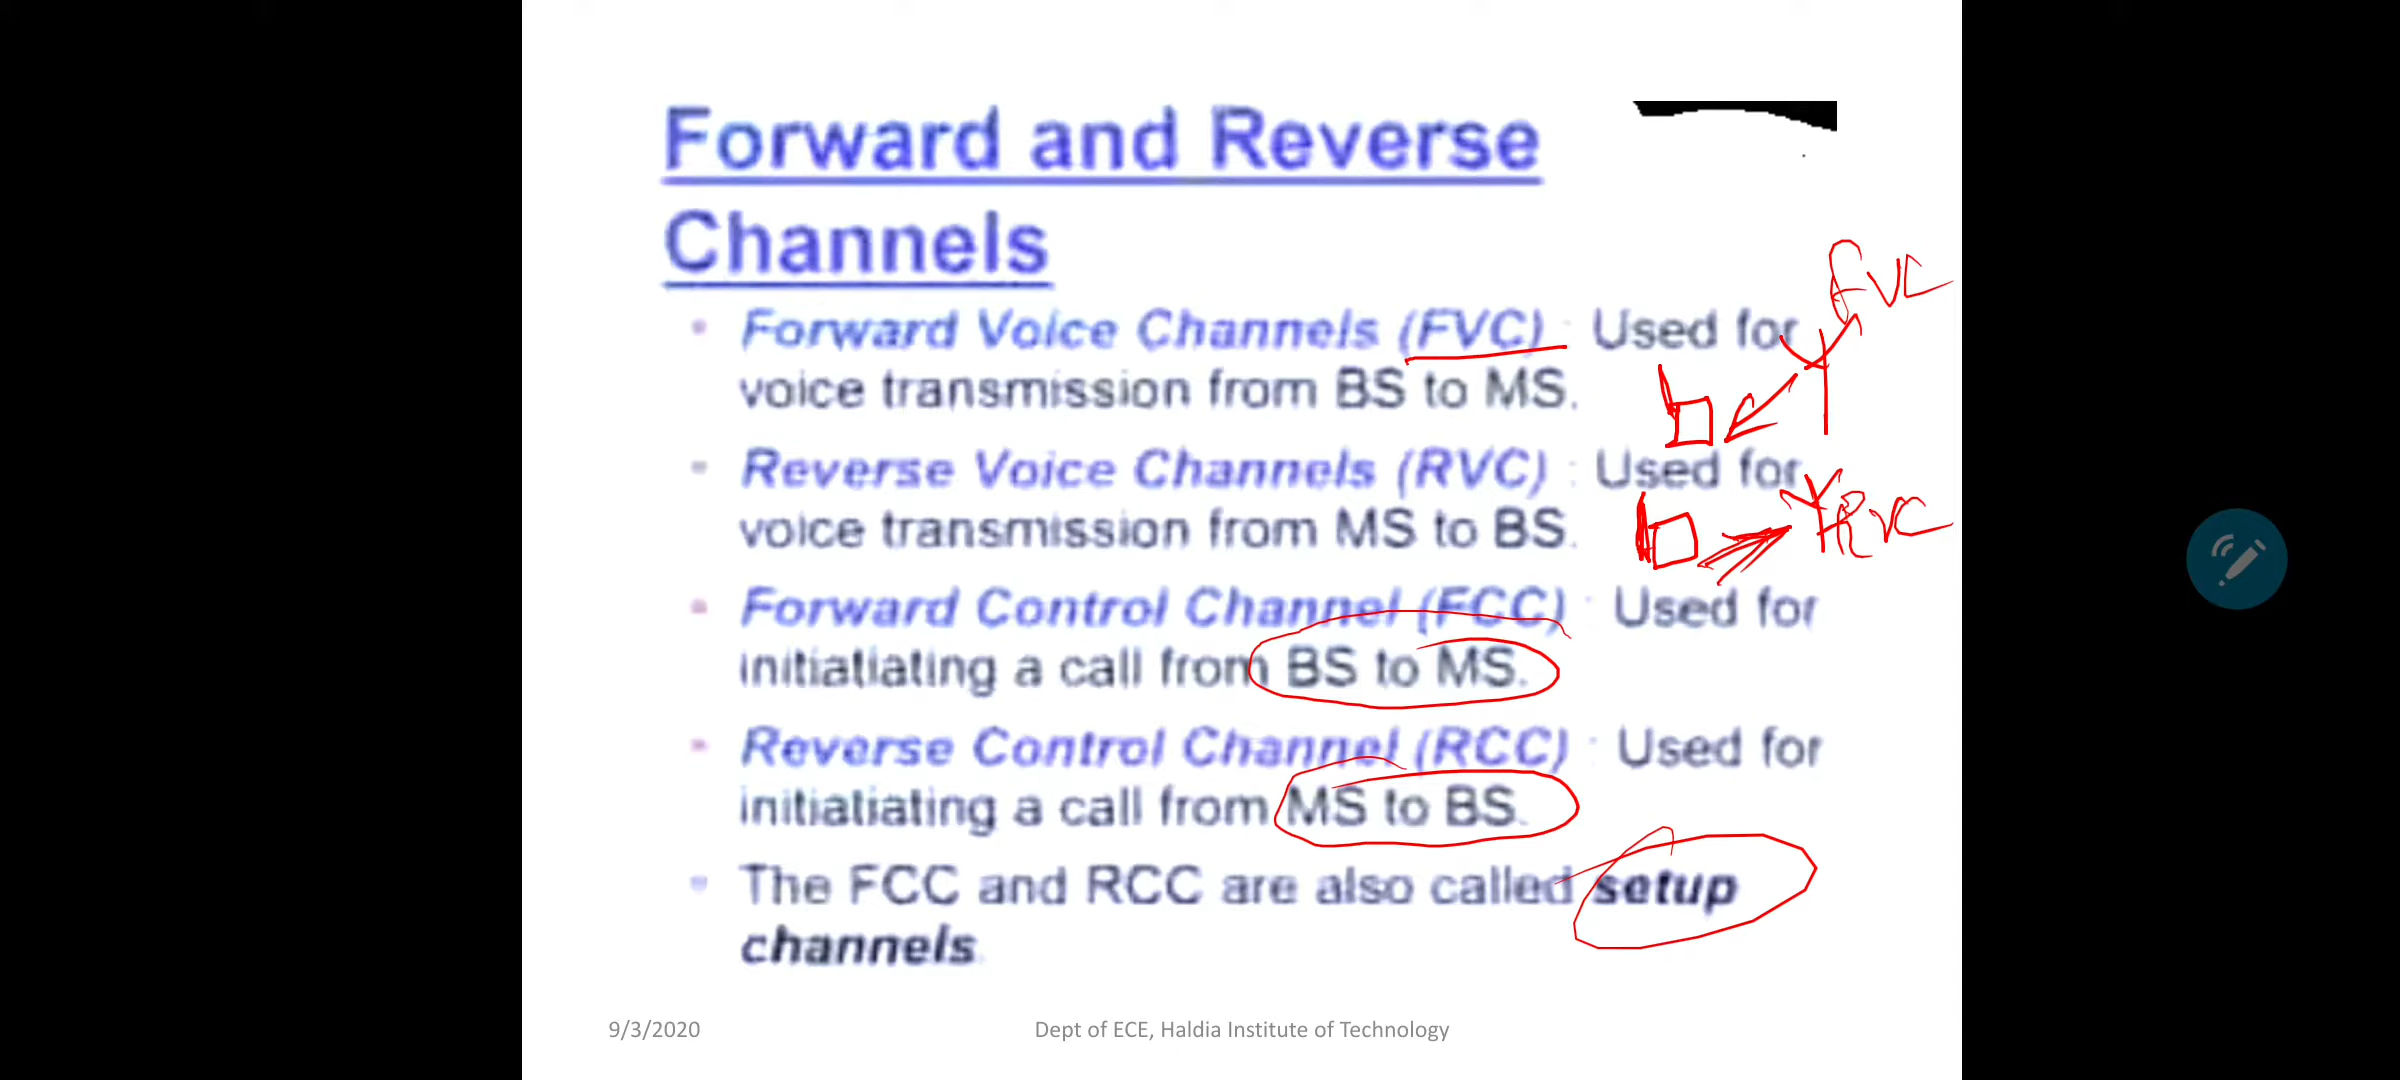 Forward and Reverse
Channels
• Forward Voice Channels (FVC) : Used for
voice transmission from BS to MS.
• Reverse Voice Channels (RVC) : Used for
voice transmission from MS to BS.
• Forward Control Channel (FCC) : Used for
initiatiating a call from BS to MS.
• Reverse Control Channel (RCC) : Used for
initiatiating a call from MS to BS.
• The FCC and RCC are also called setup
channels.
FVC
RVC
9/3/2020
Dept of ECE, Haldia Institute of Technology